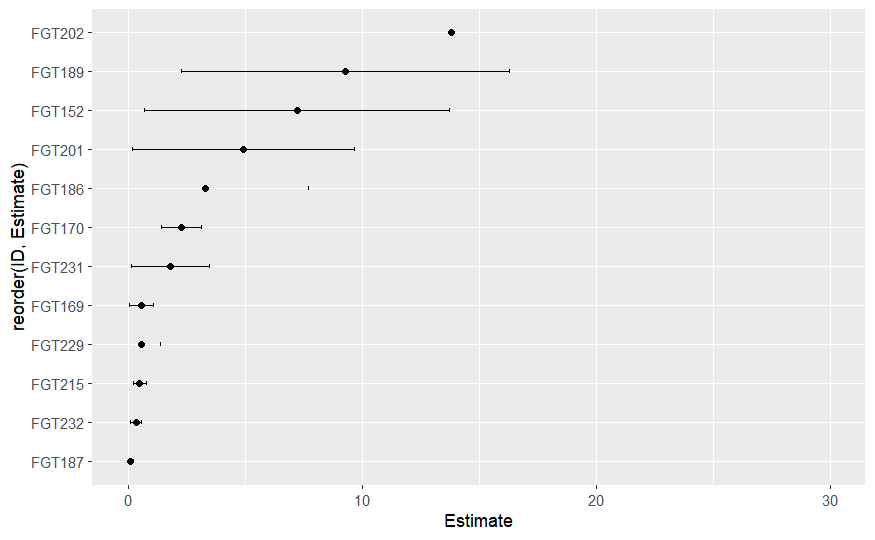 FGT202
FGT189
FGT152
FGT201
FGT186
FGT170
FGT231
FGT169
FGT229
FGT215
FGT232
FGT187
reorder(ID, Estimate)
0 10 20 30
Estimate